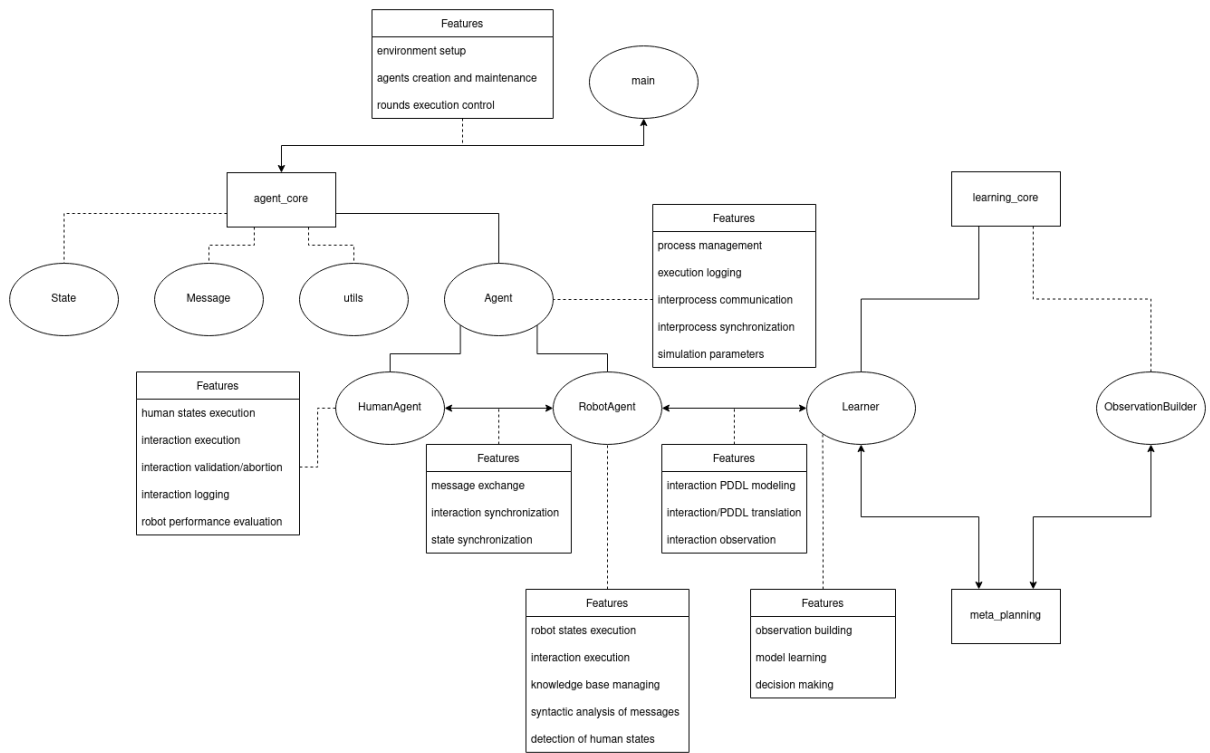 Features
environment setup
agents creation and maintenance
rounds execution control
main
agent_core
learning_core
Features
process management
execution logging
interprocess communication
interprocess synchronization
simulation parameters
State
Message
utils
Agent
Features
human states execution
interaction execution
interaction validation/abortion
interaction logging
robot performance evaluation
HumanAgent
RobotAgent
Learner
ObservationBuilder
Features
message exchange
interaction synchronization
state synchronization
Features
interaction PDDL modeling
interaction/PDDL translation
interaction observation
Features
robot states execution
interaction execution
knowledge base managing
syntactic analysis of messages
detection of human states
Features
observation building
model learning
decision making
meta_planning